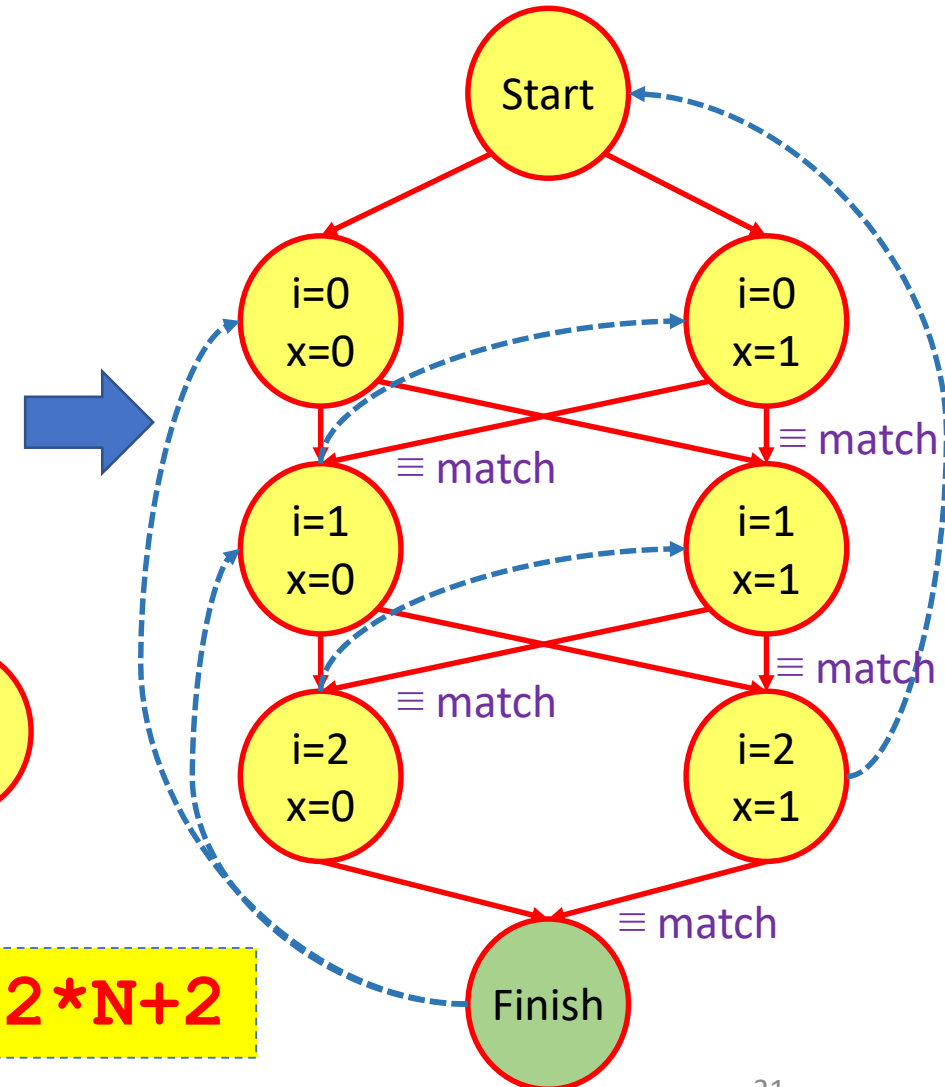 Start
i=0
x=0
i=0
x=1
≡ match
≡ match
i=1
x=0
i=1
x=1
≡ match
≡ match
i=2
x=0
i=2
x=1
≡ match
2*N+2
Finish